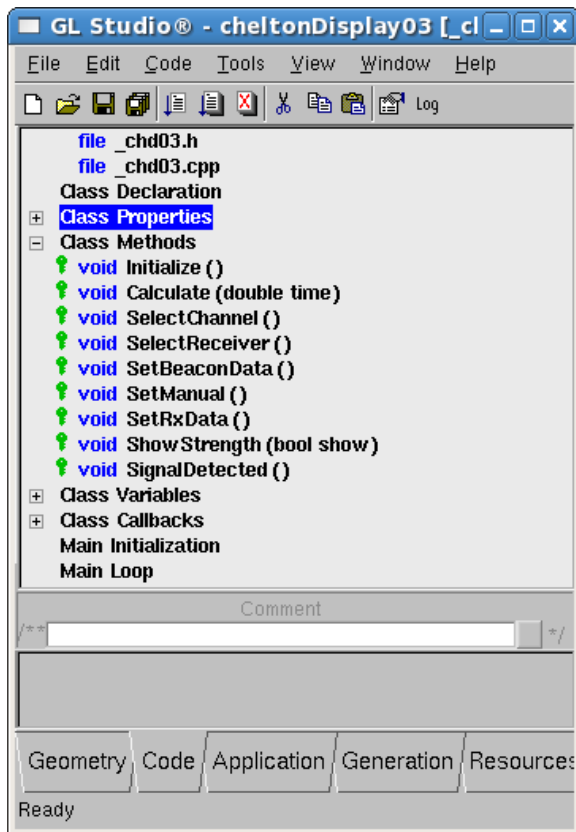 GL Studio® - cheltonDisplay03 [_cl
File Edit Code Tools View Window Help
Log
file _chd03.h
file _chd03.cpp
Class Declaration
Class Properties
Class Methods
void Initialize ()
void Calculate (double time)
void SelectChannel ()
void SelectReceiver ()
void SetBeaconData ()
void SetManual ()
void SetRxData ()
void ShowStrength (bool show)
void SignalDetected ()
Class Variables
Class Callbacks
Main Initialization
Main Loop
Comment
/** */
Geometry Code Application Generation Resources
Ready